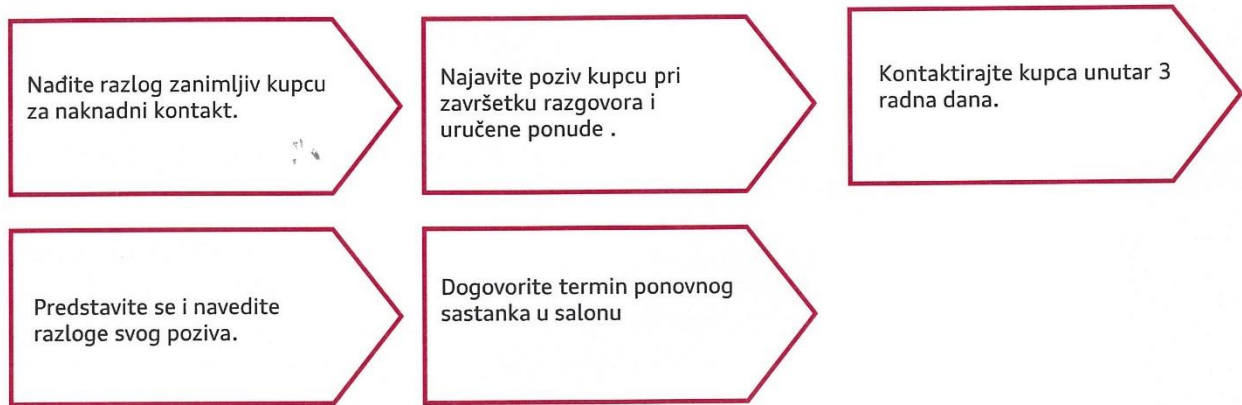 Nađite razlog zanimljiv kupcu
za naknadni kontakt.
Najavite poziv kupcu pri
završetku razgovora i
uručene ponude .
Kontaktirajte kupca unutar 3
radna dana.
Predstavite se i navedite
razloge svog poziva.
Dogovorite termin ponovnog
sastanka u salonu